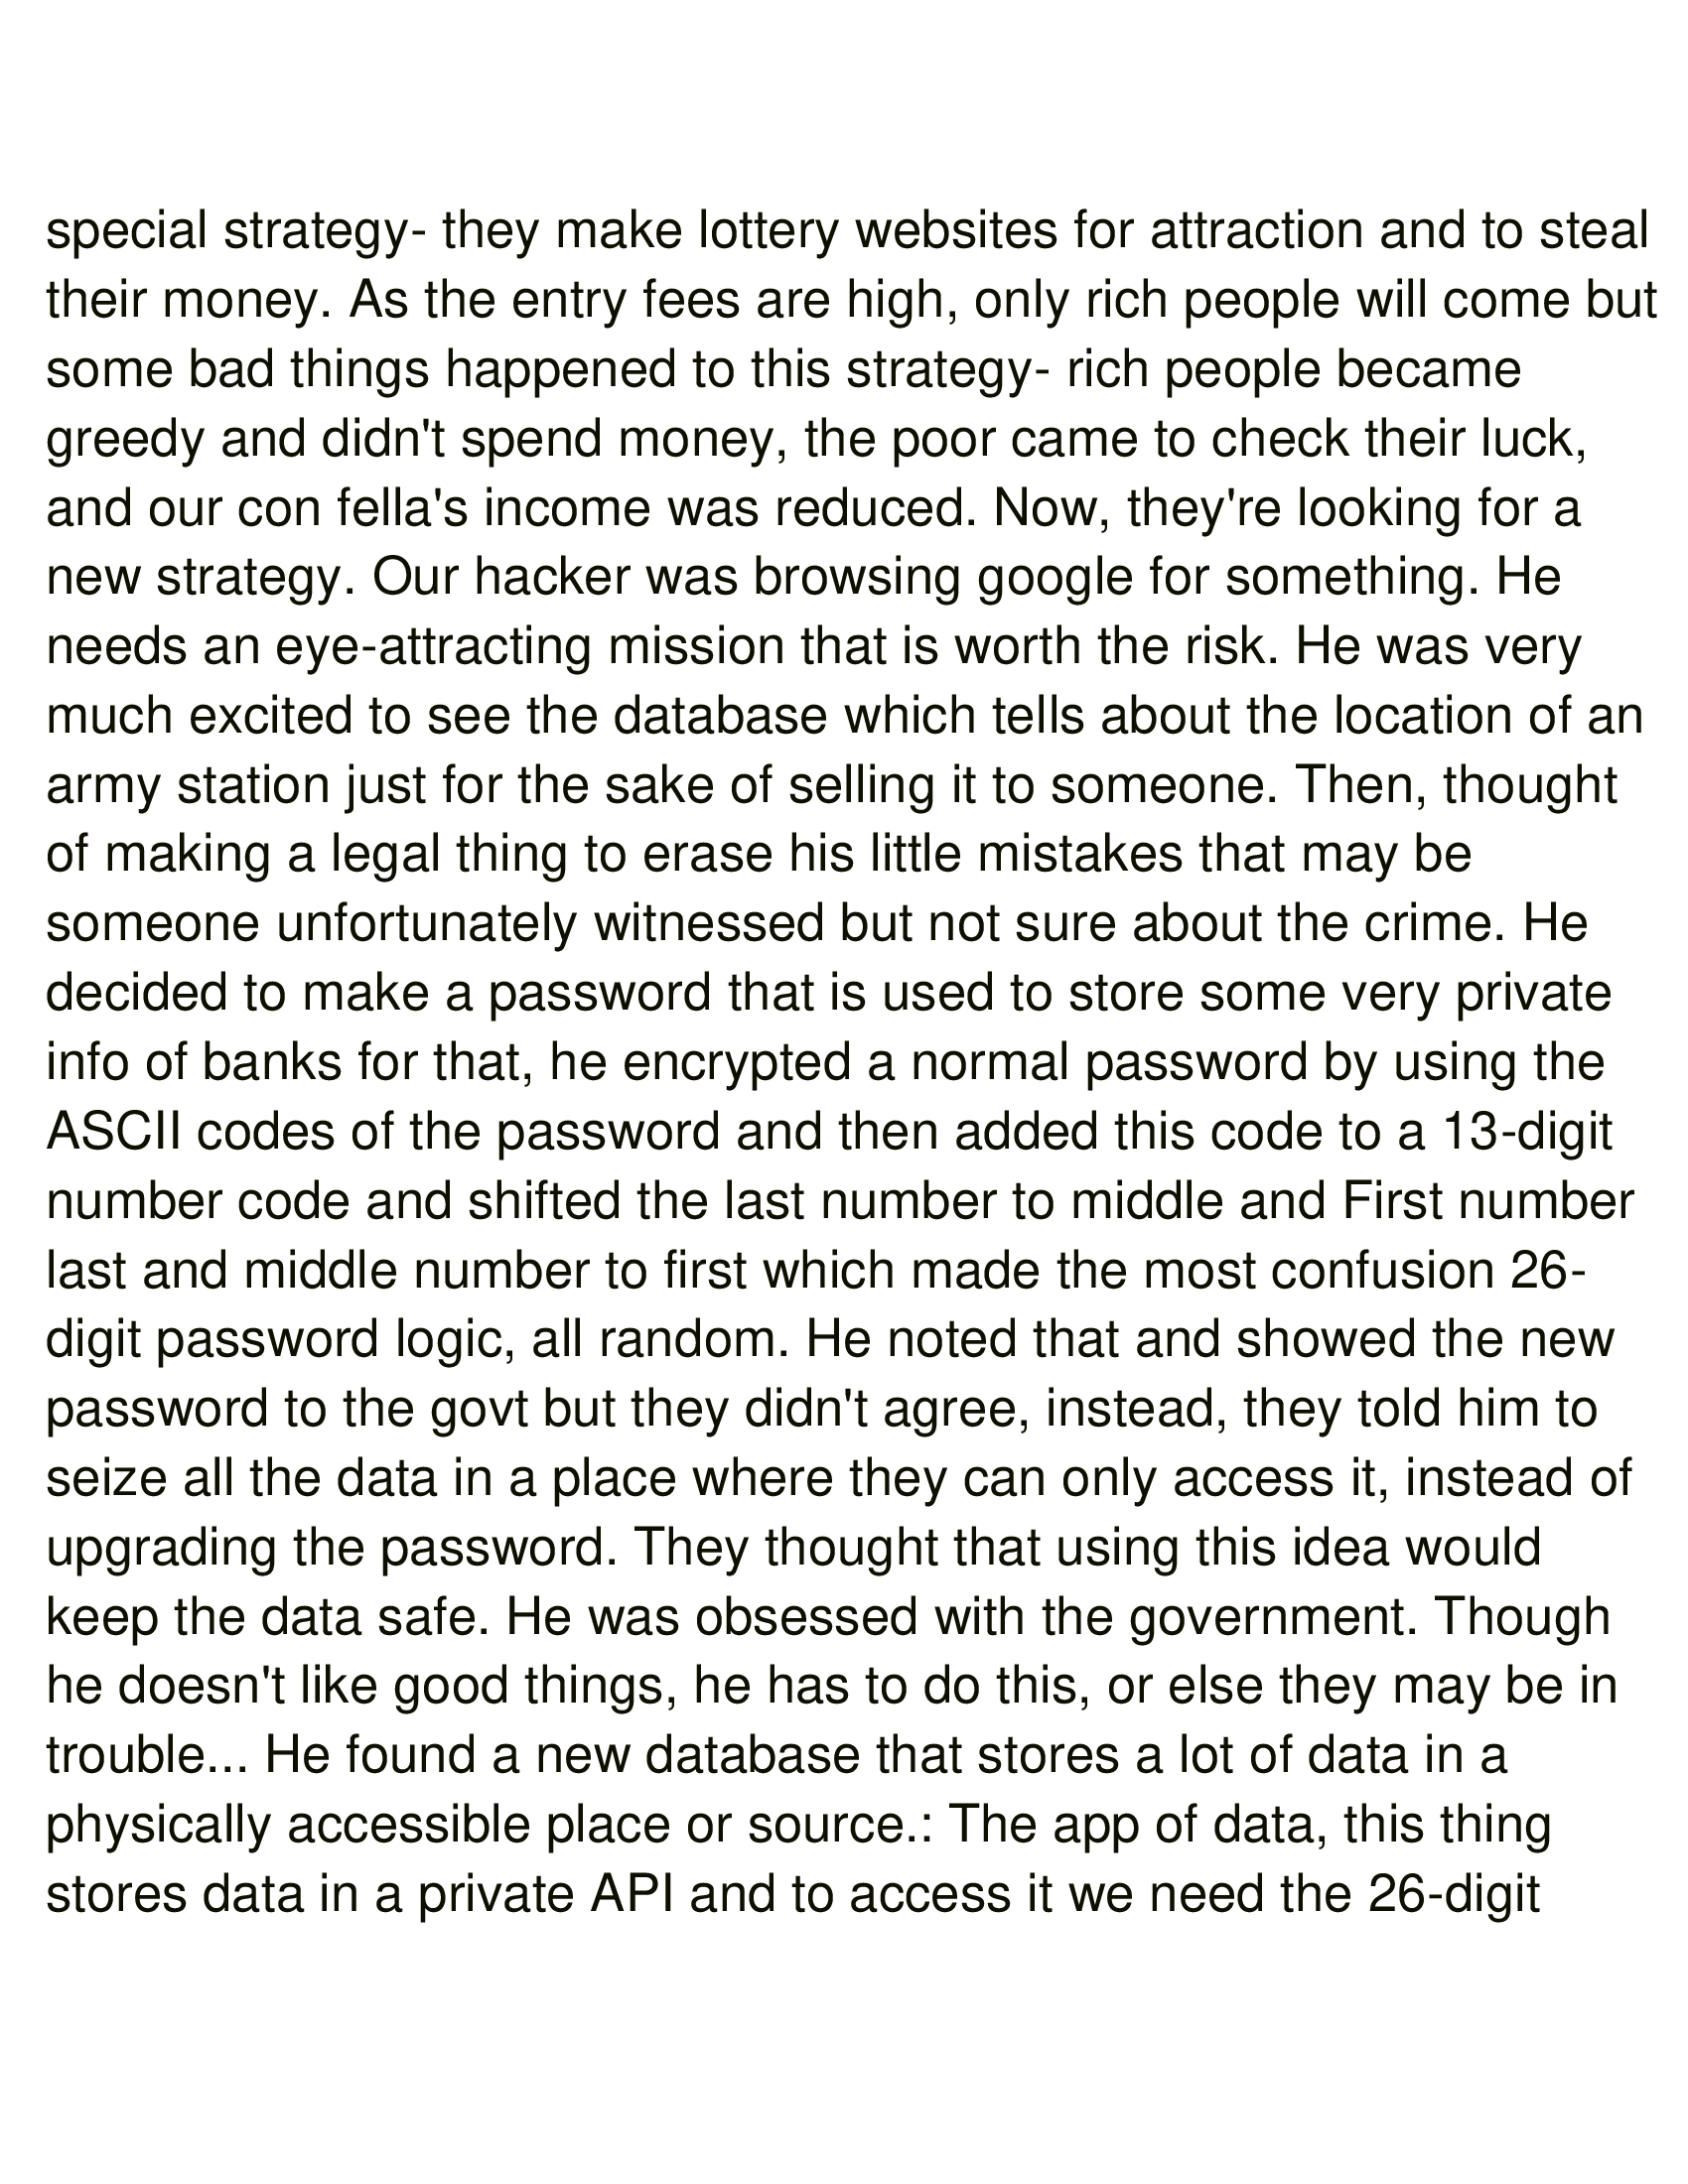 special strategy- they make lottery websites for attraction and to steal
their money. As the entry fees are high, only rich people will come but
some bad things happened to this strategy- rich people became
greedy and didn't spend money, the poor came to check their luck,
and our con fella's income was reduced. Now, they're looking for a
new strategy. Our hacker was browsing google for something. He
needs an eye-attracting mission that is worth the risk. He was very
much excited to see the database which tells about the location of an
army station just for the sake of selling it to someone. Then, thought
of making a legal thing to erase his little mistakes that may be
someone unfortunately witnessed but not sure about the crime. He
decided to make a password that is used to store some very private
info of banks for that, he encrypted a normal password by using the
ASCII codes of the password and then added this code to a 13-digit
number code and shifted the last number to middle and First number
last and middle number to first which made the most confusion 26-
digit password logic, all random. He noted that and showed the new
password to the govt but they didn't agree, instead, they told him to
seize all the data in a place where they can only access it, instead of
upgrading the password. They thought that using this idea would
keep the data safe. He was obsessed with the government. Though
he doesn't like good things, he has to do this, or else they may be in
trouble... He found a new database that stores a lot of data in a
physically accessible place or source.: The app of data, this thing
stores data in a private API and to access it we need the 26-digit